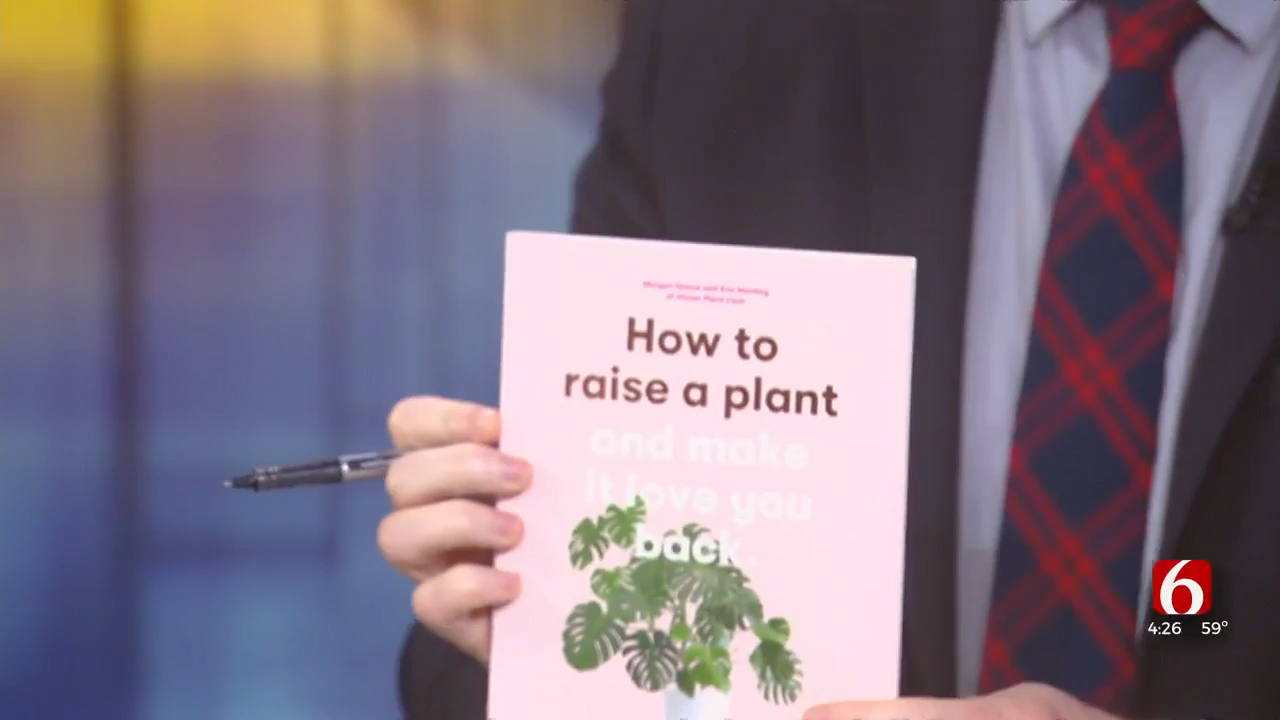 How to
raise a plant
and make
it love you
back.
6
4:26 59°